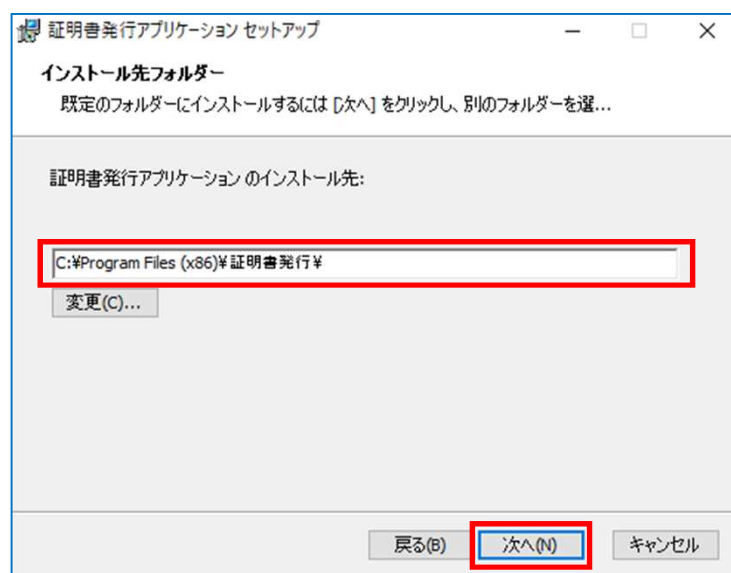 証明書発行アプリケーション セットアップ
インストール先フォルダー
既定のフォルダーにインストールするには [次へ] をクリックし、別のフォルダーを選...
証明書発行アプリケーション のインストール先:
C:¥Program Files (x86)¥証明書発行¥
変更(C)...
戻る(B) 次へ(N) キャンセル